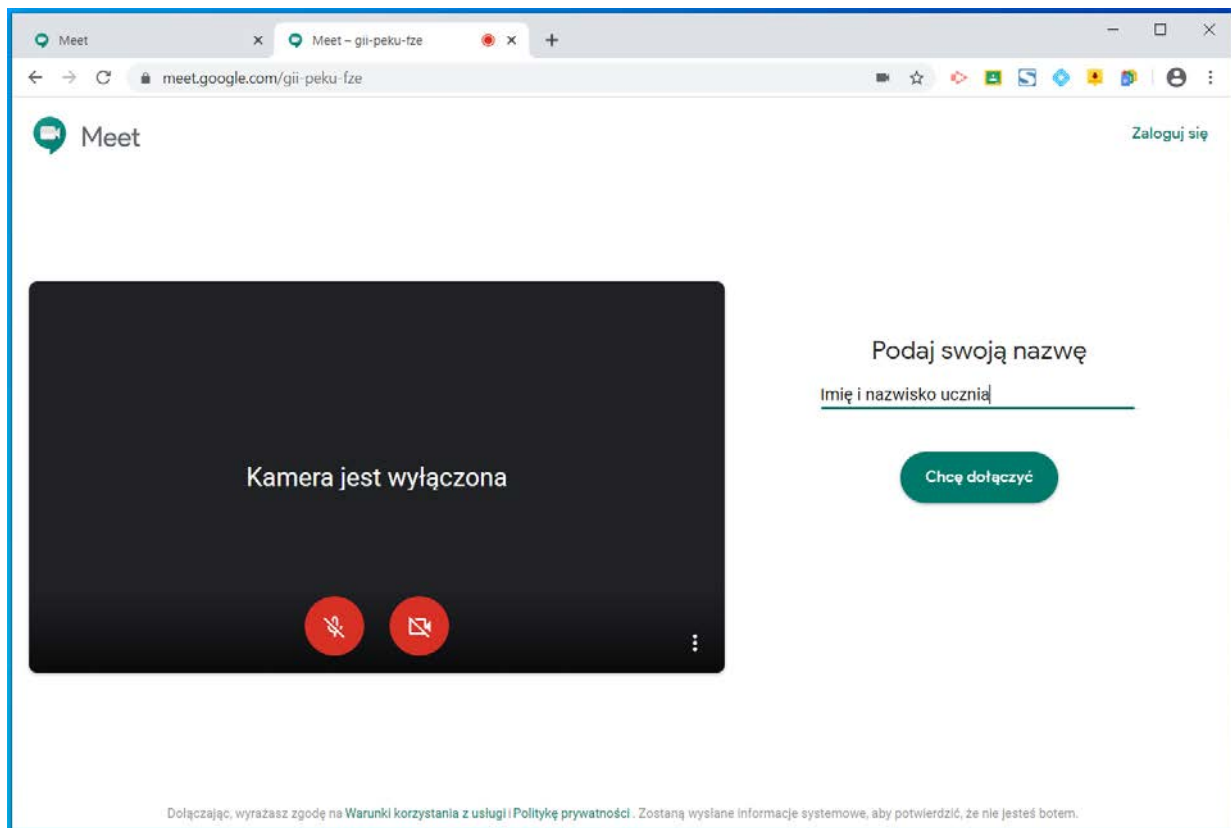 Meet
Meet – gii-peku-fze
meet.google.com/gii-peku-fze
Meet
Zaloguj się
Podaj swoją nazwę
Imię i nazwisko ucznia
Kamera jest wyłączona
Chcę dołączyć
Dołączając, wyrażasz zgodę na Warunki korzystania z usługi i Politykę prywatności . Zostaną wysłane informacje systemowe, aby potwierdzić, że nie jesteś botem.